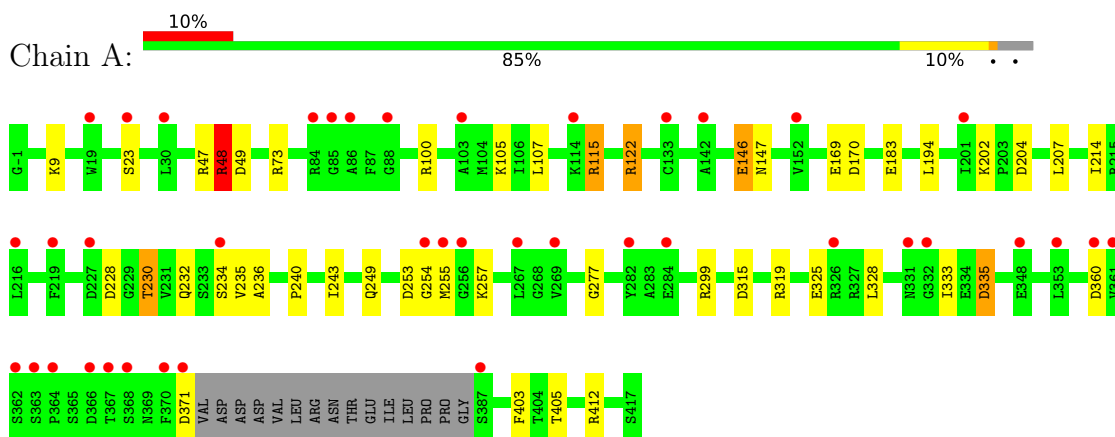 10%
Chain A:
85% 10% • •
G-1 K9 W19 S23 L30 R47 R48 D49 R73 R84 G85 A86 F87 G88 R100 A103 M104 K105 I106 L107 K114 R115 R122 C133 A142 E146 N147 V152 E169 D170 E183 L194 I201 K202 P203 D204 L207 I214
L216 F219 D227 D228 G229 T230 V231 Q232 S233 S234 V235 A236 P240 I243 Q249 D253 G254 M255 G256 K257 L267 G268 V269 G277 Y282 A283 E284 R299 D315 R319 E325 R326 R327 L328 N331 G332 I333 E334 D335 E348 L353 D360
S362 S363 P364 S365 D366 T367 S368 N369 F370 D371 VAL ASP ASP ASP VAL LEU ARG ASN THR GLU ILE LEU PRO PRO GLY S387 F403 T404 T405 R412 S417